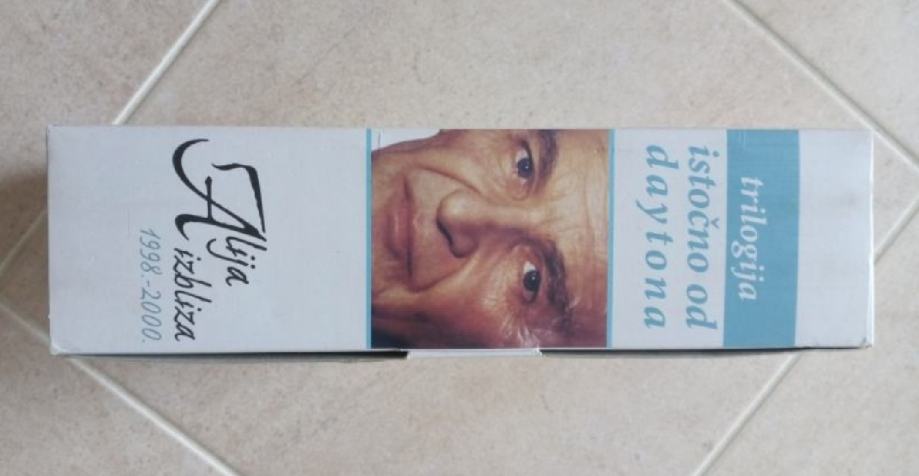 trilogija
istočno od
daytona
Alija
izbliza
1998.-2000.